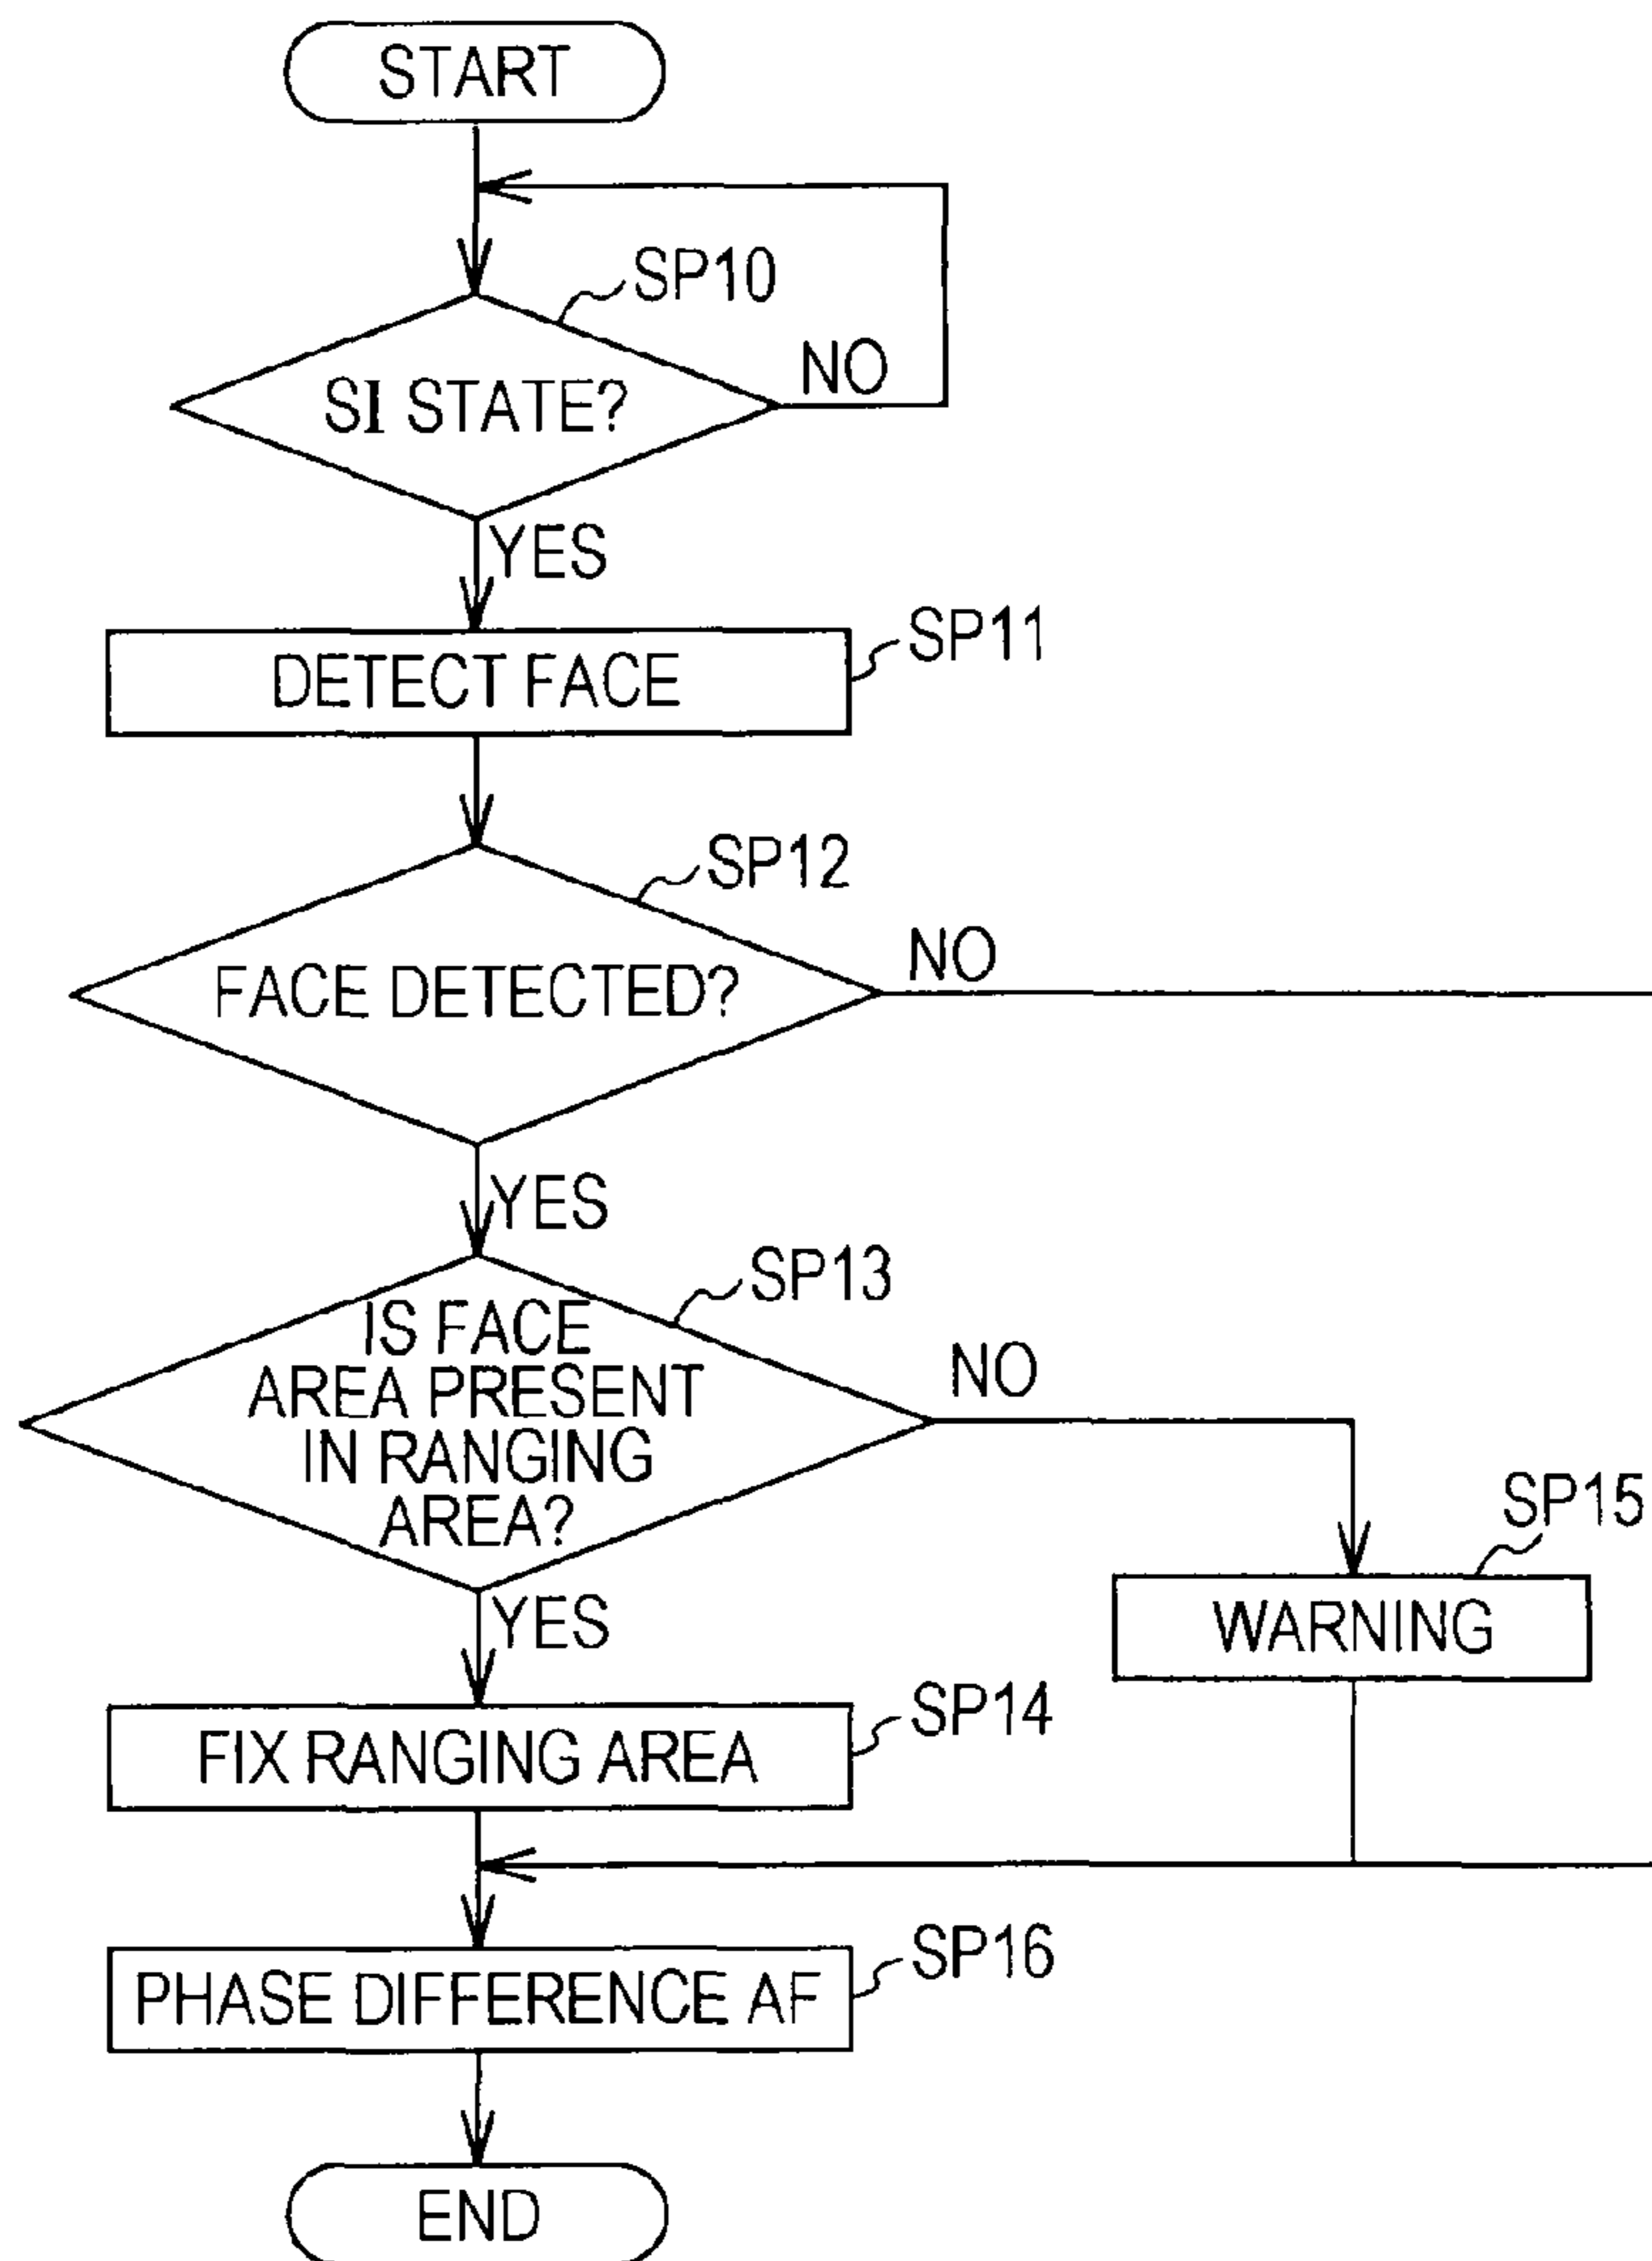 START
SP10
NO
SI STATE?
YES
SP11
DETECT FACE
SP12
NO
FACE DETECTED?
YES
SP13
IS FACE
AREA PRESENT
IN RANGING
AREA?
NO
SP15
WARNING
YES
SP14
FIX RANGING AREA
SP16
PHASE DIFFERENCE AF
END